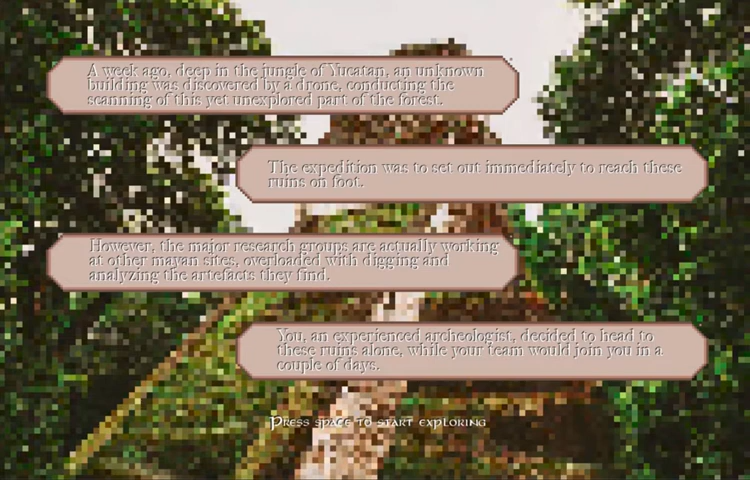 A week ago, deep in the jungle of Yucatan, an unknown
building was discovered by a drone, conducting the
scanning of this yet unexplored part of the forest.
The expedition was to set out immediately to reach these
ruins on foot.
However, the major research groups are actually working
at other mayan sites, overloaded with digging and
analyzing the artefacts they find.
You, an experienced archeologist, decided to head to
these ruins alone, while your team would join you in a
couple of days.
Press space to start exploring